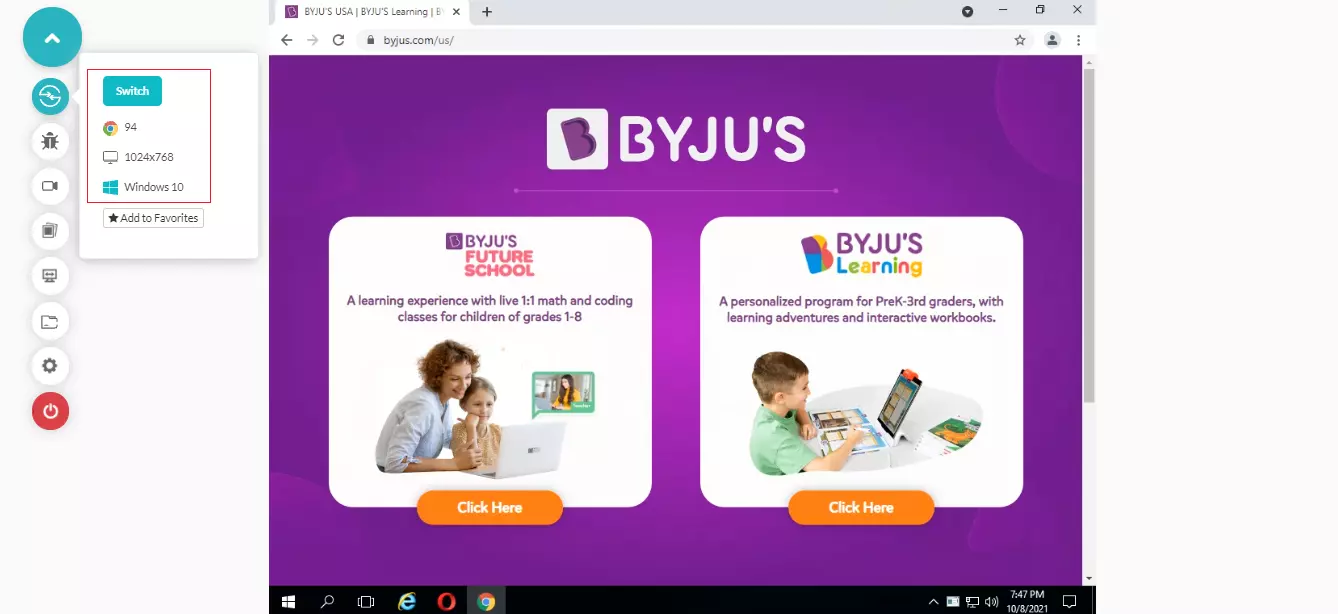 BYJU'S USA | BYJU'S Learning | B
byjus.com/us/
Switch
94
1024x768
Windows 10
Add to Favorites
BYJU'S
BYJU'S
FUTURE
SCHOOL
A learning experience with live 1:1 math and coding
classes for children of grades 1-8
Teacher
Click Here
BYJU'S
Learning
A personalized program for PreK-3rd graders, with
learning adventures and interactive workbooks.
Click Here
7:47 PM
10/8/2021